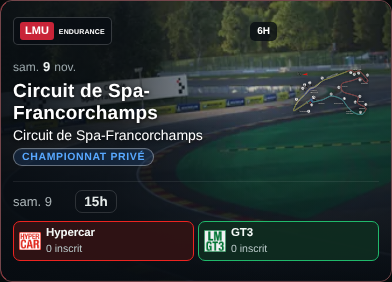 LMU ENDURANCE
6H
sam. 9 nov.
Circuit de Spa-
Francorchamps
Circuit de Spa-Francorchamps
CHAMPIONNAT PRIVÉ
sam. 9 15h
HYPER
CAR
Hypercar
0 inscrit
LM
GT3
GT3
0 inscrit